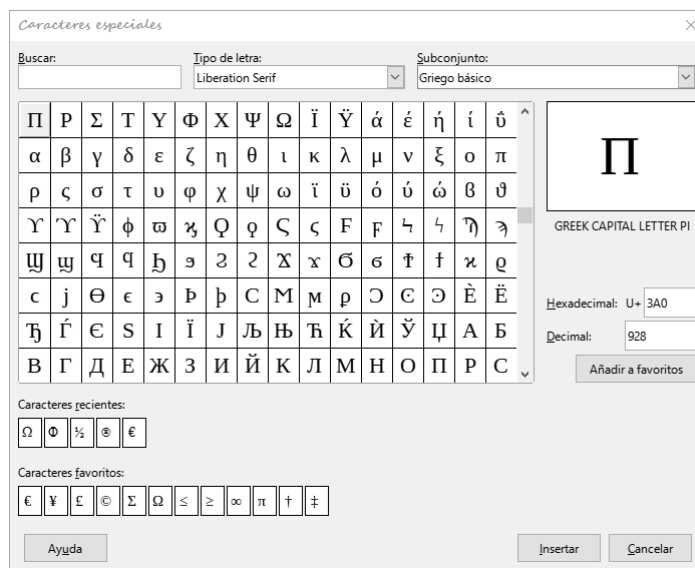 Caracteres especiales
Buscar:
Tipo de letra:
Subconjunto:
Liberation Serif
Griego básico
Π Ρ Σ Τ Υ Φ Χ Ψ Ω Ϊ Ϋ ά έ ή ί ΰ
α β γ δ ε ζ η θ ι κ λ μ ν ξ ο π
ρ ς σ τ υ φ χ ψ ω ϊ ϋ ό ύ ώ ϐ ϑ
ϒ ϓ ϔ ϕ ϖ ϗ Ϙ ϙ Ϛ ϛ Ϝ ϝ Ϟ ϟ Ϡ ϡ
Ϣ ϣ Ϥ ϥ Ϧ ϧ Ϩ ϩ Ϫ ϫ Ϭ ϭ Ϯ ϯ ϰ ϱ
ϲ ϳ ϴ ϵ ϶ Ϸ ϸ Ϲ Ϻ ϻ ϼ Ͻ Ͼ Ͽ Ѐ Ё
Ђ Ѓ Є Ѕ І Ї Ј Љ Њ Ћ Ќ Ѝ Ў Џ А Б
В Г Д Е Ж З И Й К Л М Н О П Р С
Π
GREEK CAPITAL LETTER PI
Hexadecimal: U+ 3A0
Decimal: 928
Añadir a favoritos
Caracteres recientes:
Ω Φ ½ ® €
Caracteres favoritos:
€ ¥ £ © Σ Ω ≤ ≥ ∞ π † ‡
Ayuda
Insertar
Cancelar